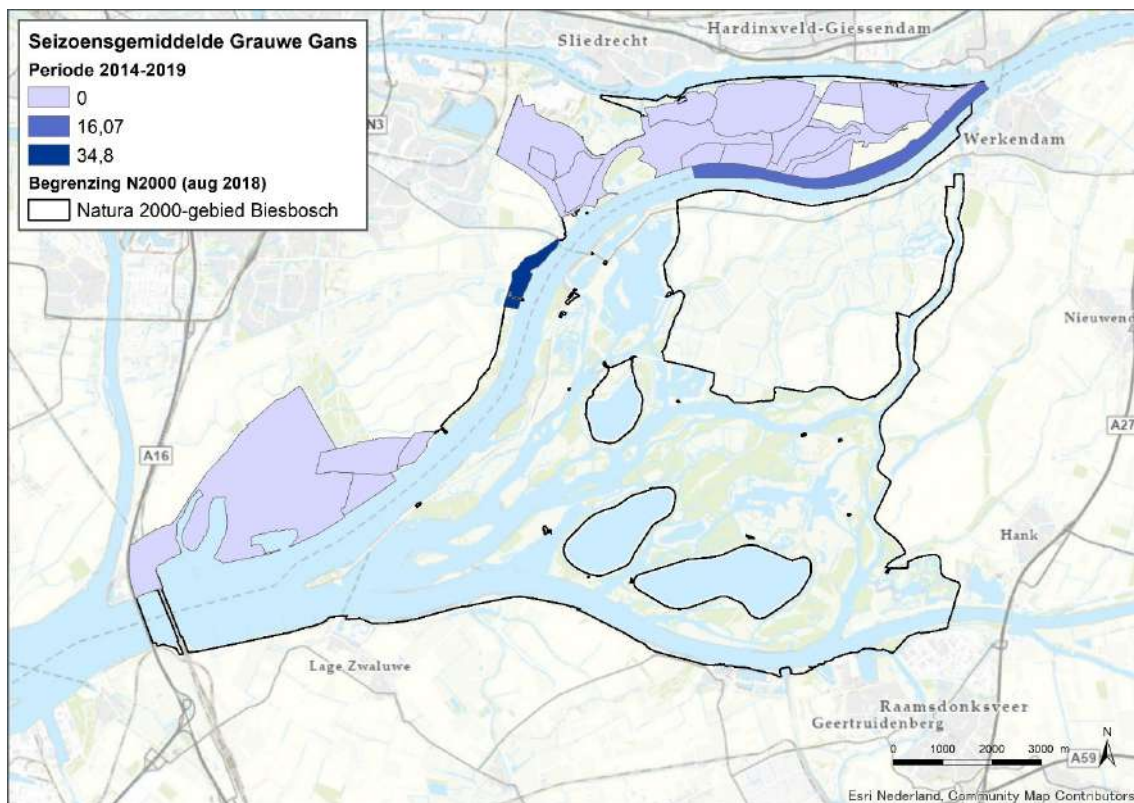 Seizoensgemiddelde Grauwe Gans
Periode 2014-2019
0
16,07
34,8
Begrenzing N2000 (aug 2018)
Natura 2000-gebied Biesbosch
Hardinxveld-Giessendam
Sliedrecht
N3
Werkendam
Nieuwend
A27
A16
Hank
Lage Zwaluwe
Raamsdonksveer
Geertruidenberg
N
0 1000 2000 3000 m
A59
Esri Nederland, Community Map Contributors